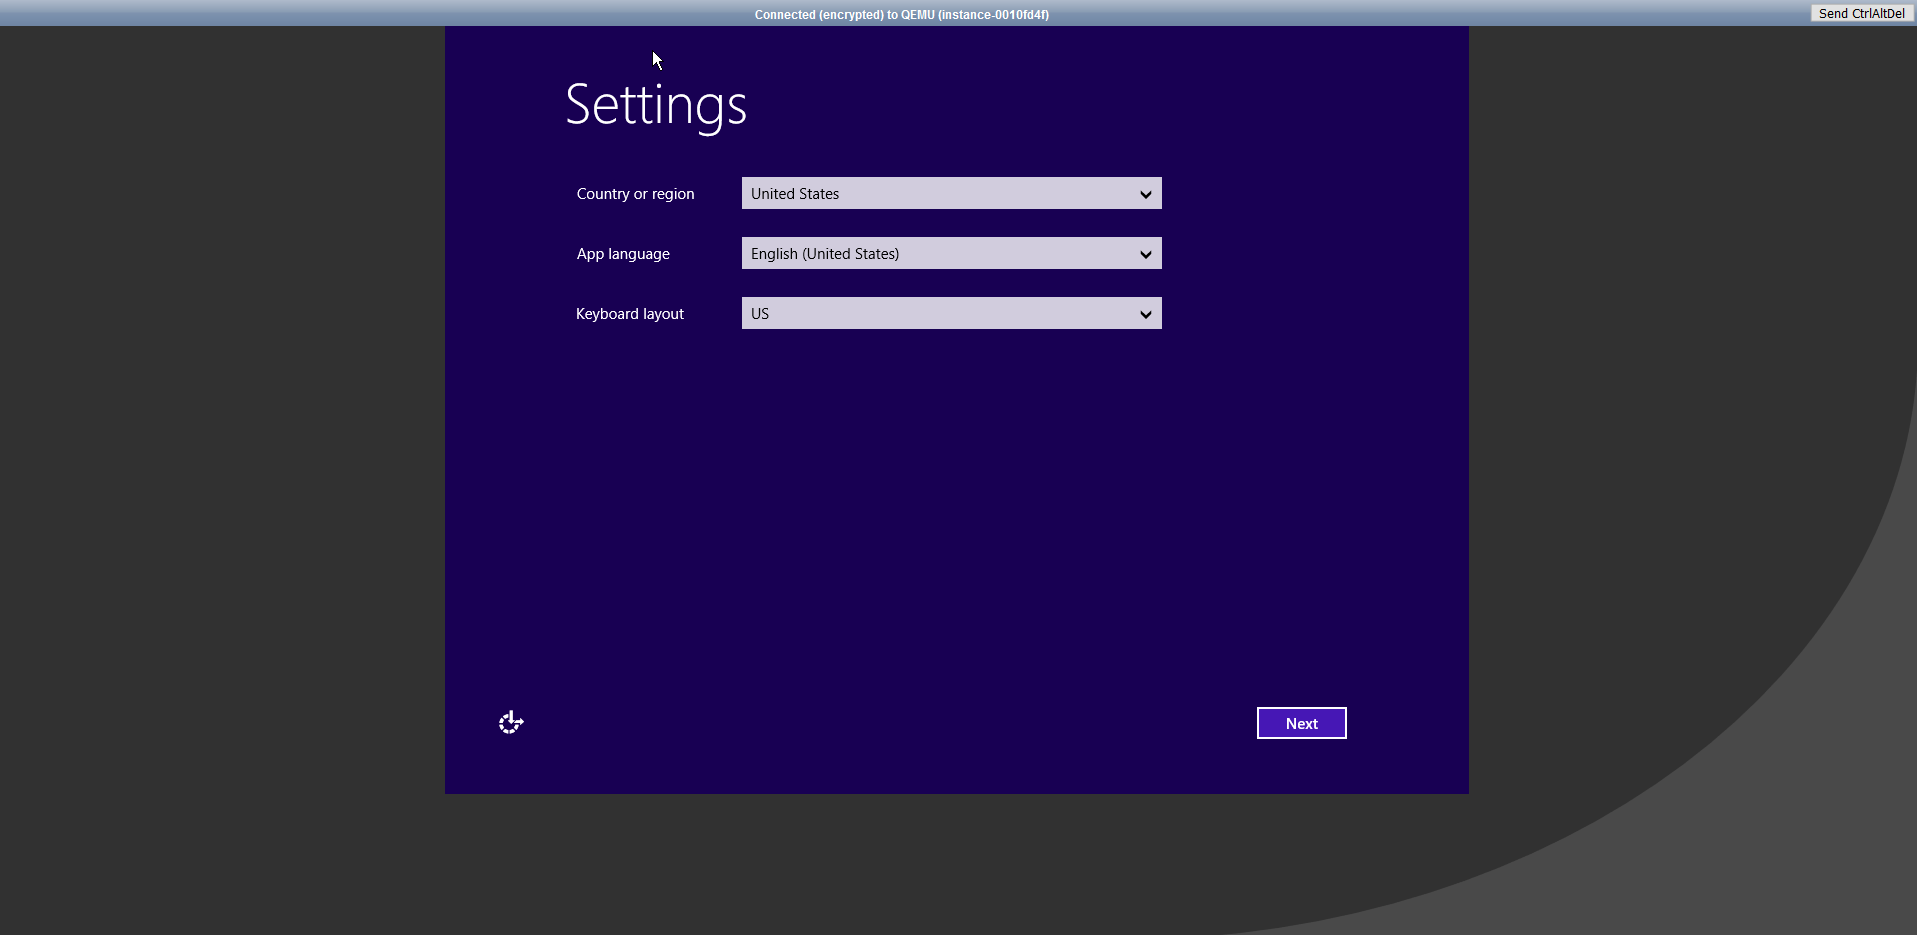 Connected (encrypted) to QEMU (instance-0010fd4f)
Send CtrlAltDel
Settings
Country or region United States
App language English (United States)
Keyboard layout US
Next